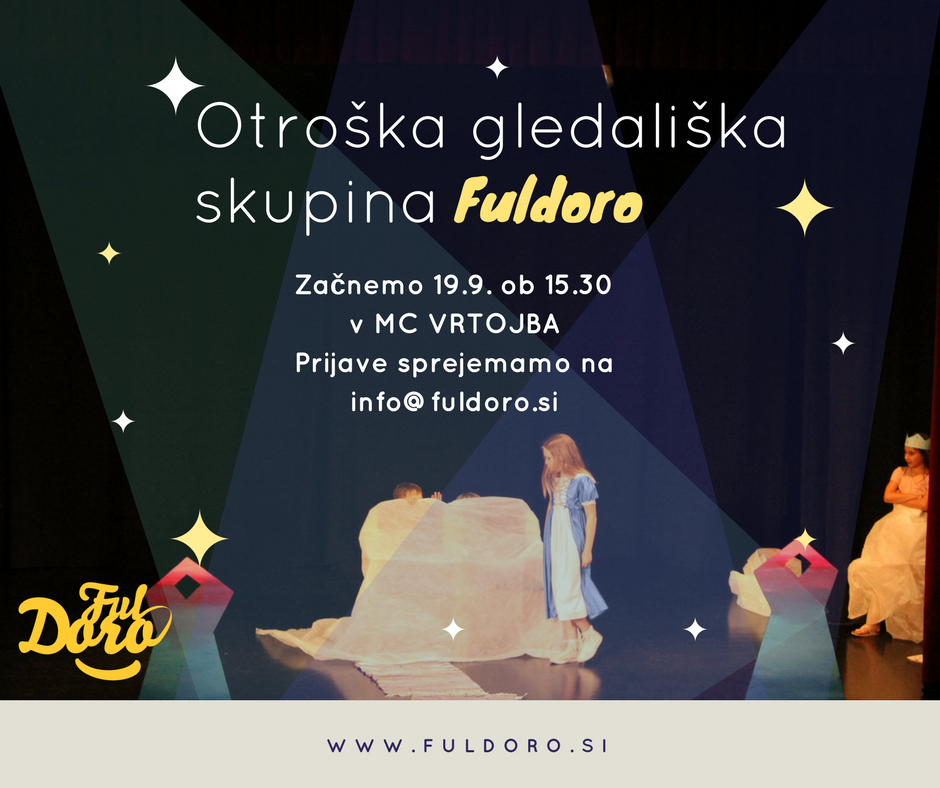 Otroška gledališka
skupina Fuldoro
Začnemo 19.9. ob 15.30
v MC VRTOJBA
Prijave sprejemamo na
info@fuldoro.si
Ful
Doro
WWW.FULDORO.SI